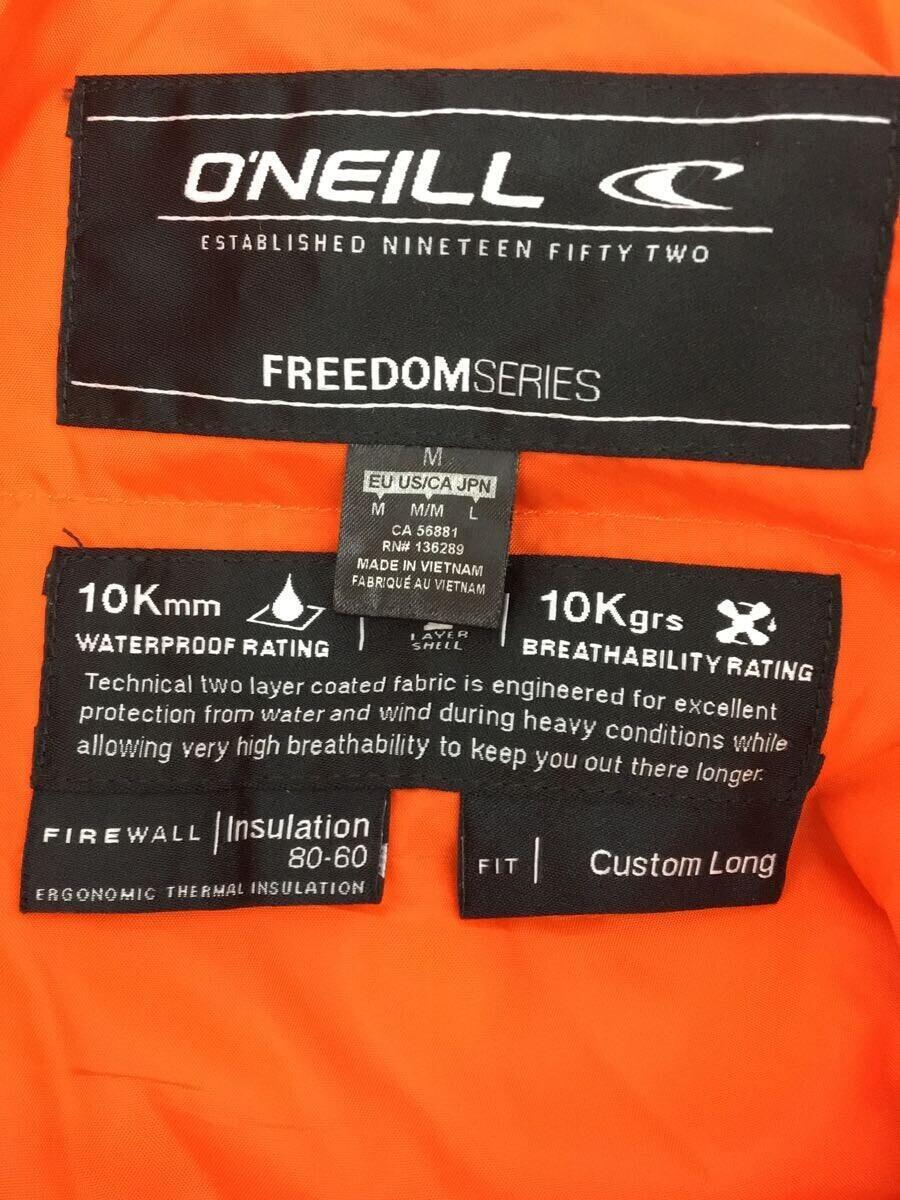 O'NEILL
ESTABLISHED NINETEEN FIFTY TWO
FREEDOMSERIES
M
EU US/CA JPN
M M/M L
CA 56881
RN# 136289
MADE IN VIETNAM
FABRIQUÉ AU VIETNAM
10Kmm
WATERPROOF RATING
LAYER
SHELL
10Kgrs
BREATHABILITY RATING
Technical two layer coated fabric is engineered for excellent
protection from water and wind during heavy conditions while
allowing very high breathability to keep you out there longer.
FIREWALL | Insulation
80-60
ERGONOMIC THERMAL INSULATION
FIT | Custom Long